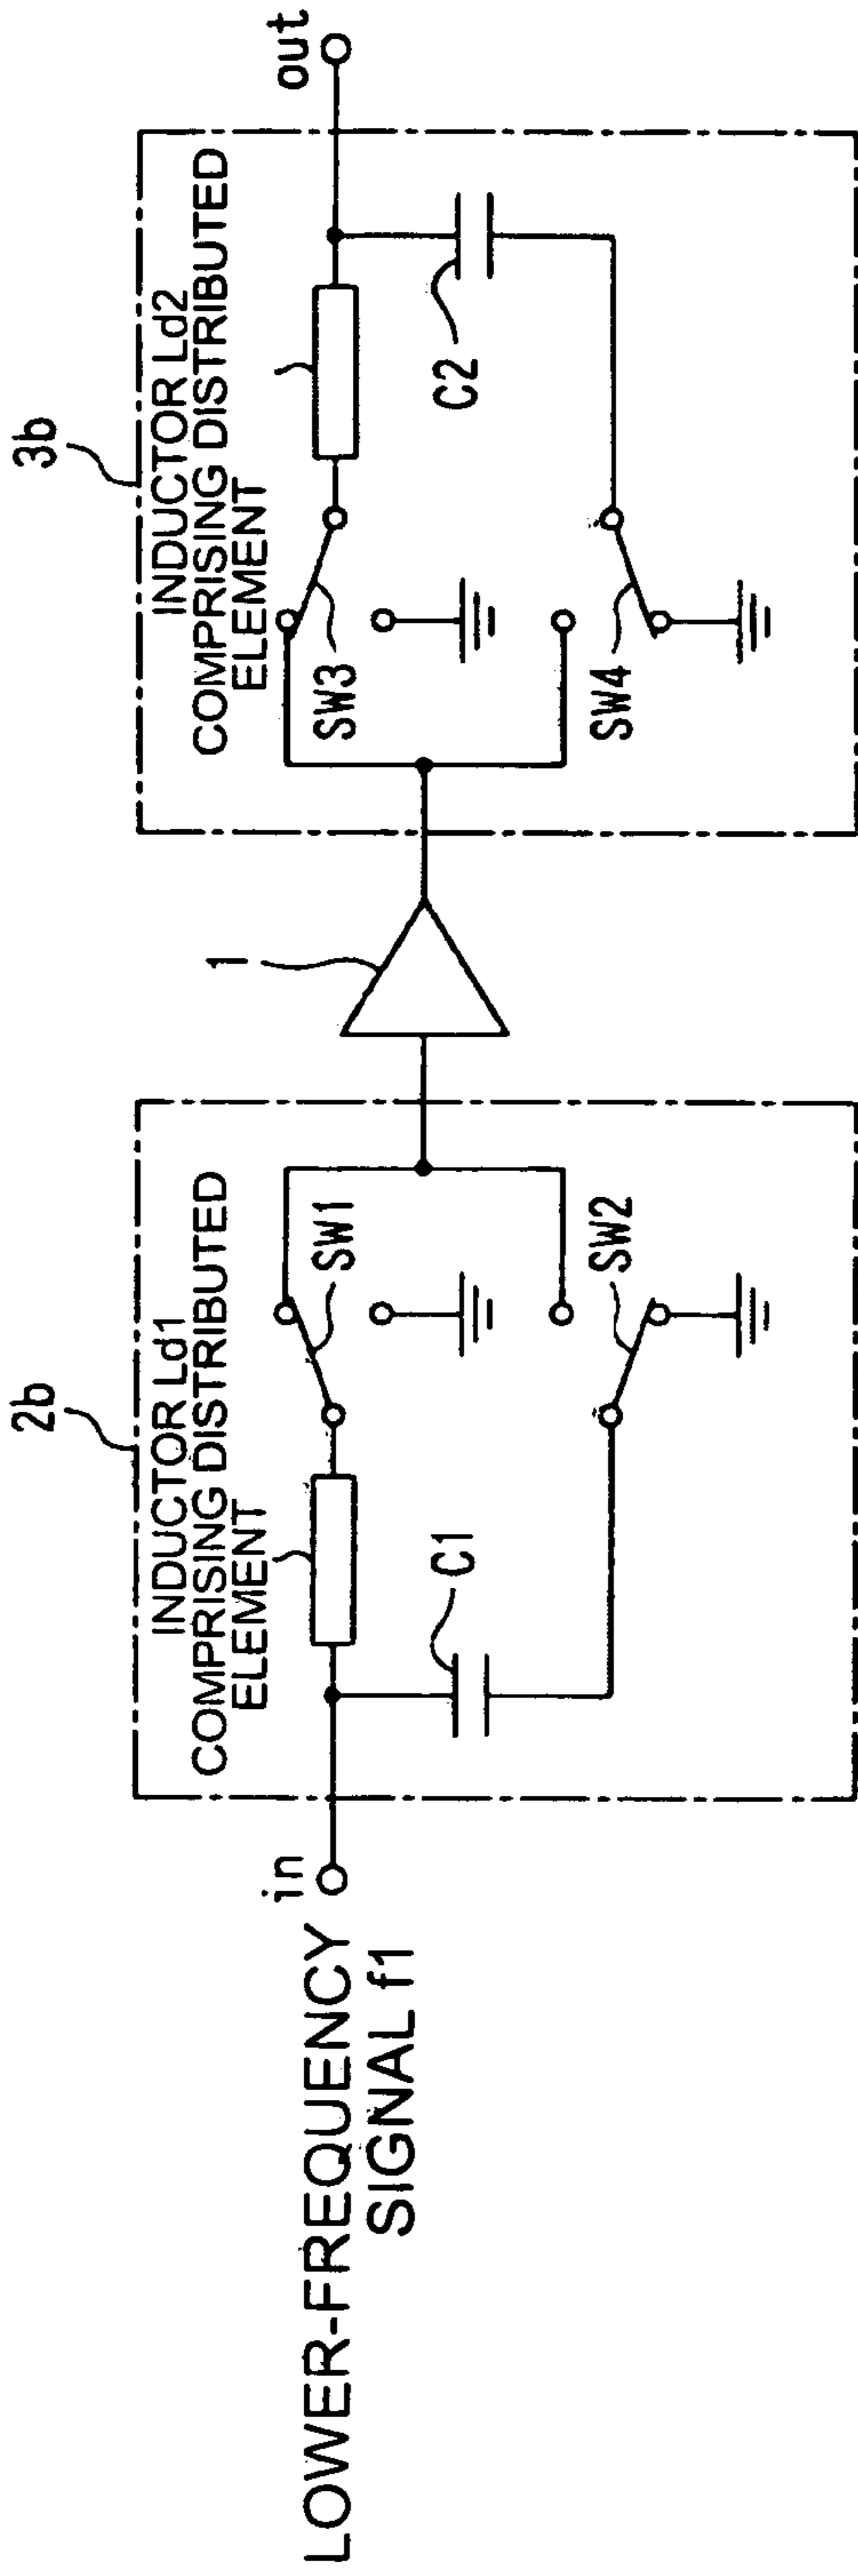 2b
INDUCTOR Ld1
COMPRISING DISTRIBUTED
ELEMENT
in
LOWER-FREQUENCY
SIGNAL f1
C1
SW1
SW2
1
3b
INDUCTOR Ld2
COMPRISING DISTRIBUTED
ELEMENT
SW3
SW4
C2
out